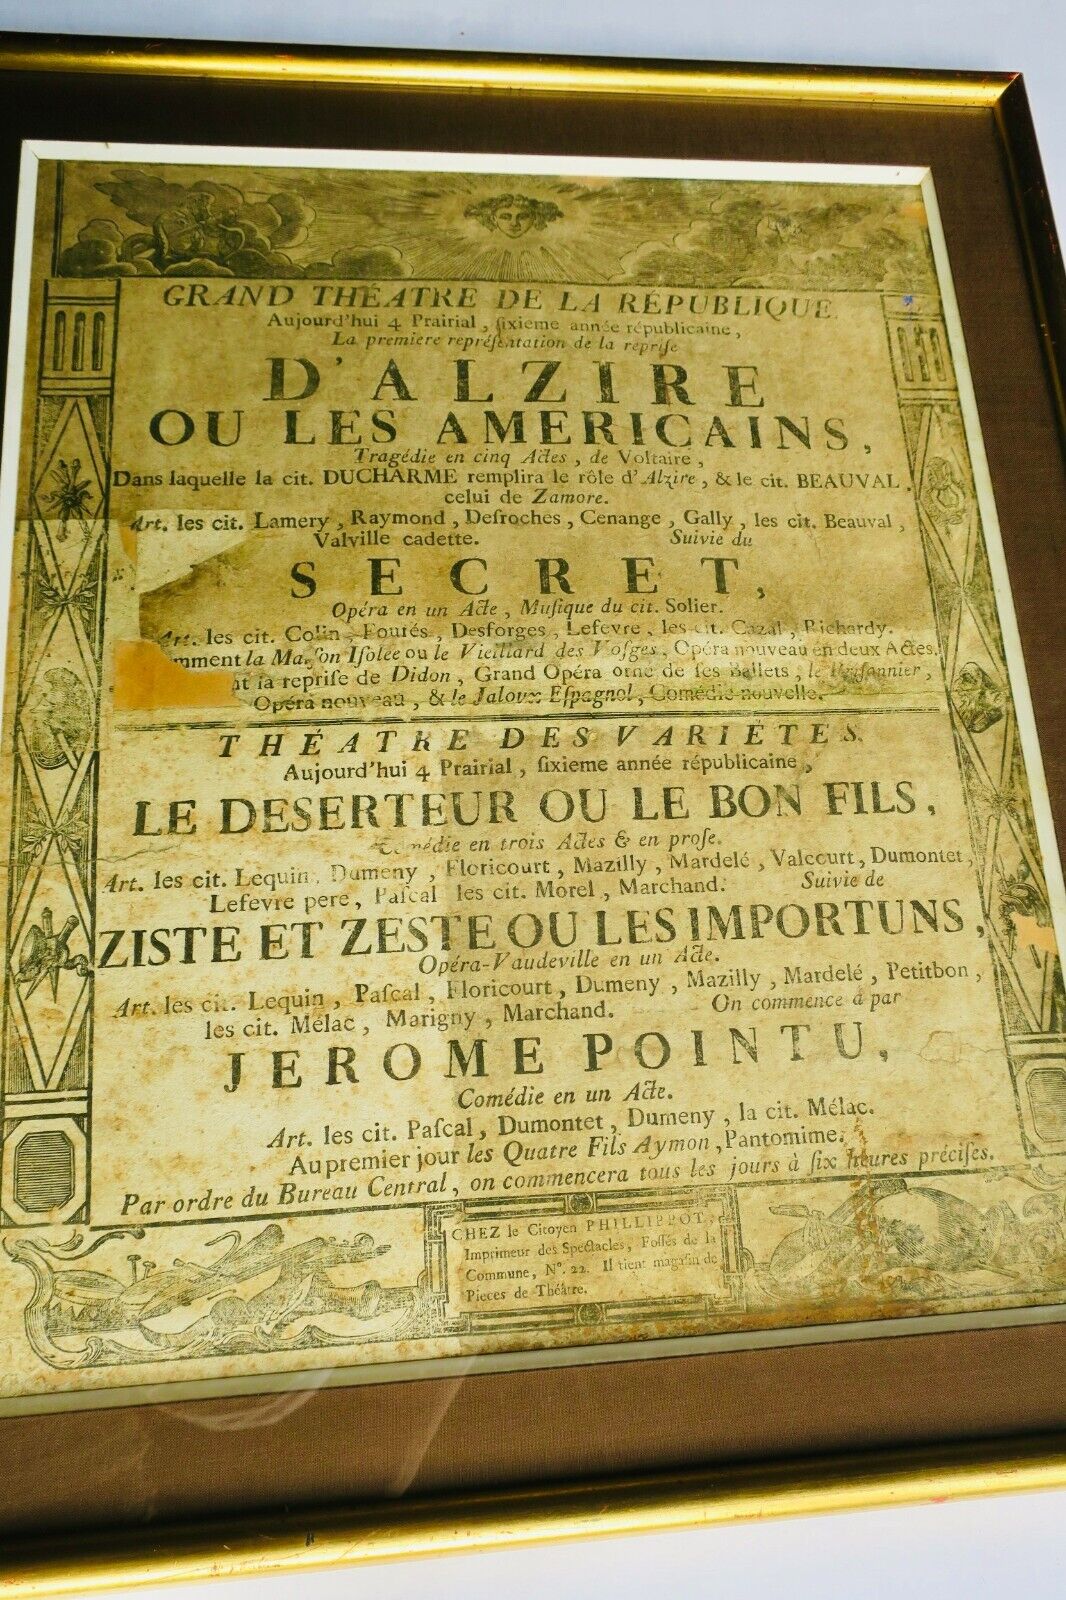 GRAND THÉATRE DE LA RÉPUBLIQUE.
Aujourd'hui 4 Prairial, ſixieme année républicaine,
La premiere repréſentation de la repriſe
D'ALZIRE
OU LES AMERICAINS,
Tragédie en cinq Actes, de Voltaire,
Dans laquelle la cit. DUCHARME remplira le rôle d'Alzire, & le cit. BEAUVAL
celui de Zamore.
Art. les cit. Lamery, Raymond, Deſroches, Cenange, Gally, les cit. Beauval,
Valville cadette. Suivie du
SECRET,
Opéra en un Acte, Muſique du cit. Solier.
Art. les cit. Colin, Fourés, Desforges, Lefevre, les cit. Cazal, Richardy.
mment la Maiſon Iſolée ou le Vieillard des Voſges, Opéra nouveau en deux Actes,
nt la repriſe de Didon, Grand Opéra orné de ſes Ballets, le Priſonnier,
Opéra nouveau, & le Jaloux Eſpagnol, Comédie nouvelle.
THÉATRE DES VARIÉTÉS.
Aujourd'hui 4 Prairial, ſixieme année républicaine,
LE DESERTEUR OU LE BON FILS,
Comédie en trois Actes & en proſe.
Art. les cit. Lequin, Dumeny, Floricourt, Mazilly, Mardelé, Valcourt, Dumontet,
Lefevre pere, Paſcal les cit. Morel, Marchand. Suivie de
ZISTE ET ZESTE OU LES IMPORTUNS,
Opéra-Vaudeville en un Acte.
Art. les cit. Lequin, Paſcal, Floricourt, Dumeny, Mazilly, Mardelé, Petitbon,
les cit. Mélac, Marigny, Marchand. On commence à par
JEROME POINTU,
Comédie en un Acte.
Art. les cit. Paſcal, Dumontet, Dumeny, la cit. Mélac.
Au premier jour les Quatre Fils Aymon, Pantomime.
Par ordre du Bureau Central, on commencera tous les jours à ſix heures préciſes.
CHEZ le Citoyen PHILLIPPOT,
Imprimeur des Spectacles, Foſſés de la
Commune, N°. 22. Il tient magaſin de
Pieces de Théâtre.